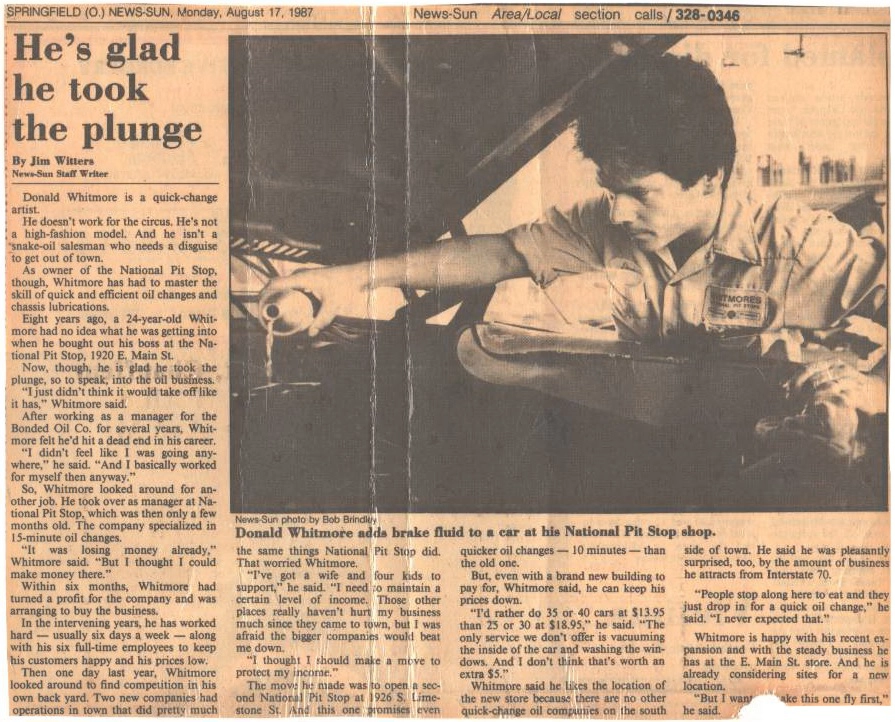 SPRINGFIELD (O.) NEWS-SUN, Monday, August 17, 1987
News-Sun Area/Local section calls / 328-0346
He's glad
he took
the plunge
By Jim Witters
News-Sun Staff Writer
Donald Whitmore is a quick-change
artist.
He doesn't work for the circus. He's not
a high-fashion model. And he isn't a
snake-oil salesman who needs a disguise
to get out of town.
As owner of the National Pit Stop,
though, Whitmore has had to master the
skill of quick and efficient oil changes and
chassis lubrications.
Eight years ago, a 24-year-old Whit-
more had no idea what he was getting into
when he bought out his boss at the Na-
tional Pit Stop, 1920 E. Main St.
Now, though, he is glad he took the
plunge, so to speak, into the oil business.
"I just didn't think it would take off like
it has," Whitmore said.
After working as a manager for the
Bonded Oil Co. for several years, Whit-
more felt he'd hit a dead end in his career.
"I didn't feel like I was going any-
where," he said. "And I basically worked
for myself then anyway."
So, Whitmore looked around for an-
other job. He took over as manager at Na-
tional Pit Stop, which was then only a few
months old. The company specialized in
15-minute oil changes.
"It was losing money already,"
Whitmore said. "But I thought I could
make money there."
Within six months, Whitmore had
turned a profit for the company and was
arranging to buy the business.
In the intervening years, he has worked
hard — usually six days a week — along
with his six full-time employees to keep
his customers happy and his prices low.
Then one day last year, Whitmore
looked around to find competition in his
own back yard. Two new companies had
operations in town that did pretty much
WHITMORES
News-Sun photo by Bob Brindley
Donald Whitmore adds brake fluid to a car at his National Pit Stop shop.
the same things National Pit Stop did.
That worried Whitmore.
"I've got a wife and four kids to
support," he said. "I need to maintain a
certain level of income. Those other
places really haven't hurt my business
much since they came to town, but I was
afraid the bigger companies would beat
me down.
"I thought I should make a move to
protect my income."
The move he made was to open a sec-
ond National Pit Stop at 1926 S. Lime-
stone St. And this one promises even
quicker oil changes — 10 minutes — than
the old one.
But, even with a brand new building to
pay for, Whitmore said, he can keep his
prices down.
"I'd rather do 35 or 40 cars at $13.95
than 25 or 30 at $18.95," he said. "The
only service we don't offer is vacuuming
the inside of the car and washing the win-
dows. And I don't think that's worth an
extra $5."
Whitmore said he likes the location of
the new store because there are no other
quick-change oil companies on the south
side of town. He said he was pleasantly
surprised, too, by the amount of business
he attracts from Interstate 70.
"People stop along here to eat and they
just drop in for a quick oil change," he
said. "I never expected that."
Whitmore is happy with his recent ex-
pansion and with the steady business he
has at the E. Main St. store. And he is
already considering sites for a new
location.
"But I want ake this one fly first,"
he said.